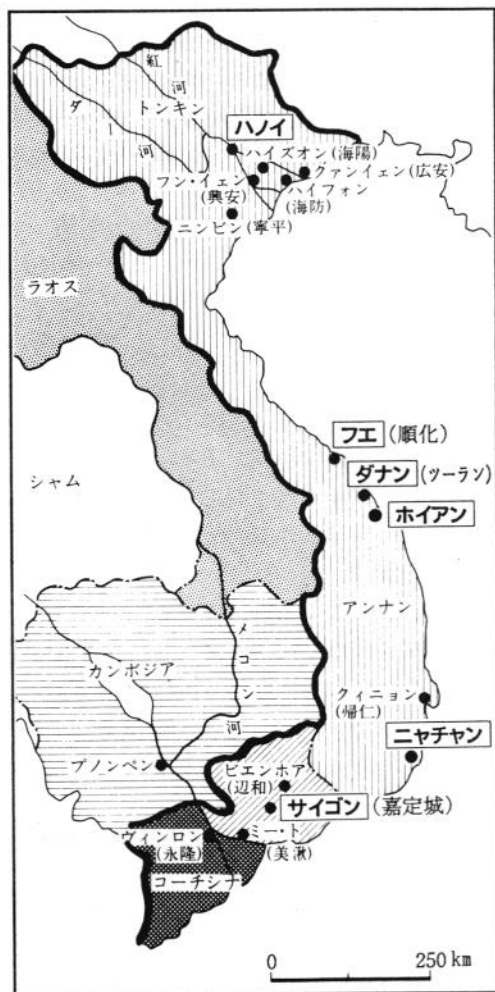 紅河
トンキン
ダー河
ハノイ
ハイズオン(海陽)
クァンイェン(広安)
フン・イェン
(興安)
ハイフォン
(海防)
ニンビン(寧平)
ラオス
フエ(順化)
ダナン(ツーラン)
ホイアン
シャム
アンナン
メコン河
カンボジア
クィニョン
(帰仁)
プノンペン
ニャチャン
ビエンホア
(辺和)
サイゴン(嘉定城)
ヴィンロン
(永隆)
ミー・ト
(美湫)
コーチシナ
0 250 km